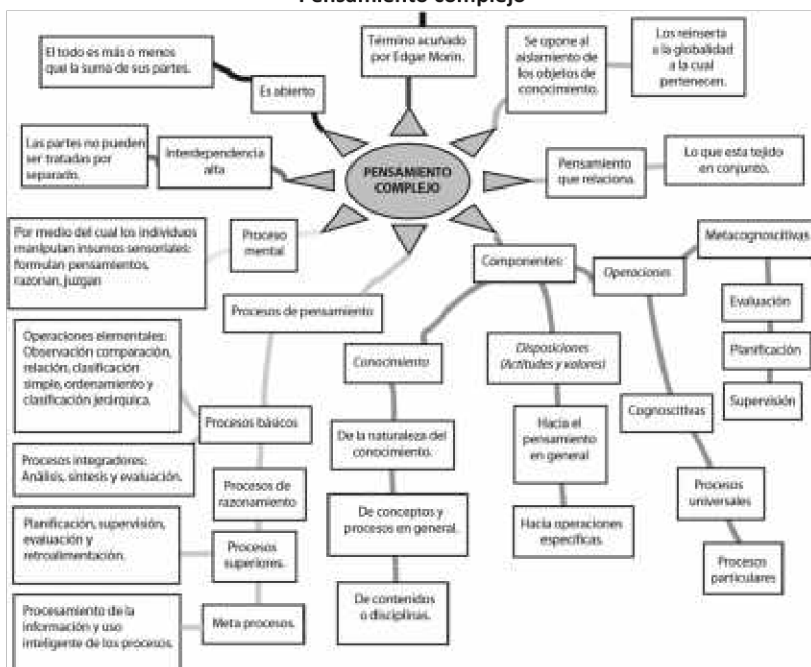 Pensamiento complejo
El todo es más o menos
que la suma de sus partes.
Es abierto
Término acuñado
por Edgar Morin.
Se opone al
aislamiento de
los objetos de
conocimiento.
Los reinserta
a la globalidad
a la cual
pertenecen.
Las partes no pueden
ser tratadas por
separado.
Interdependencia
alta
PENSAMIENTO
COMPLEJO
Pensamiento
que relaciona.
Lo que esta tejido
en conjunto.
Por medio del cual los individuos
manipulan insumos sensoriales:
formulan pensamientos,
razonan, juzgan
Proceso
mental
Componentes:
Operaciones
Metacognoscitivas
Evaluación
Planificación
Supervisión
Procesos de pensamiento
Operaciones elementales:
Observación comparación,
relación, clasificación
simple, ordenamiento y
clasificación jerárquica.
Conocimiento
Disposiciones
(Actitudes y valores)
Cognoscitivas
Procesos básicos
Procesos integradores:
Análisis, síntesis y evaluación.
De la naturaleza del
conocimiento.
Hacia el
pensamiento
en general
Procesos
universales
Procesos de
razonamiento
Planificación, supervisión,
evaluación y
retroalimentación.
Procesos
superiores.
De conceptos y
procesos en general.
Hacia operaciones
específicas.
Procesos
particulares
Procesamiento de la
información y uso
inteligente de los procesos.
Meta procesos.
De contenidos
o disciplinas.